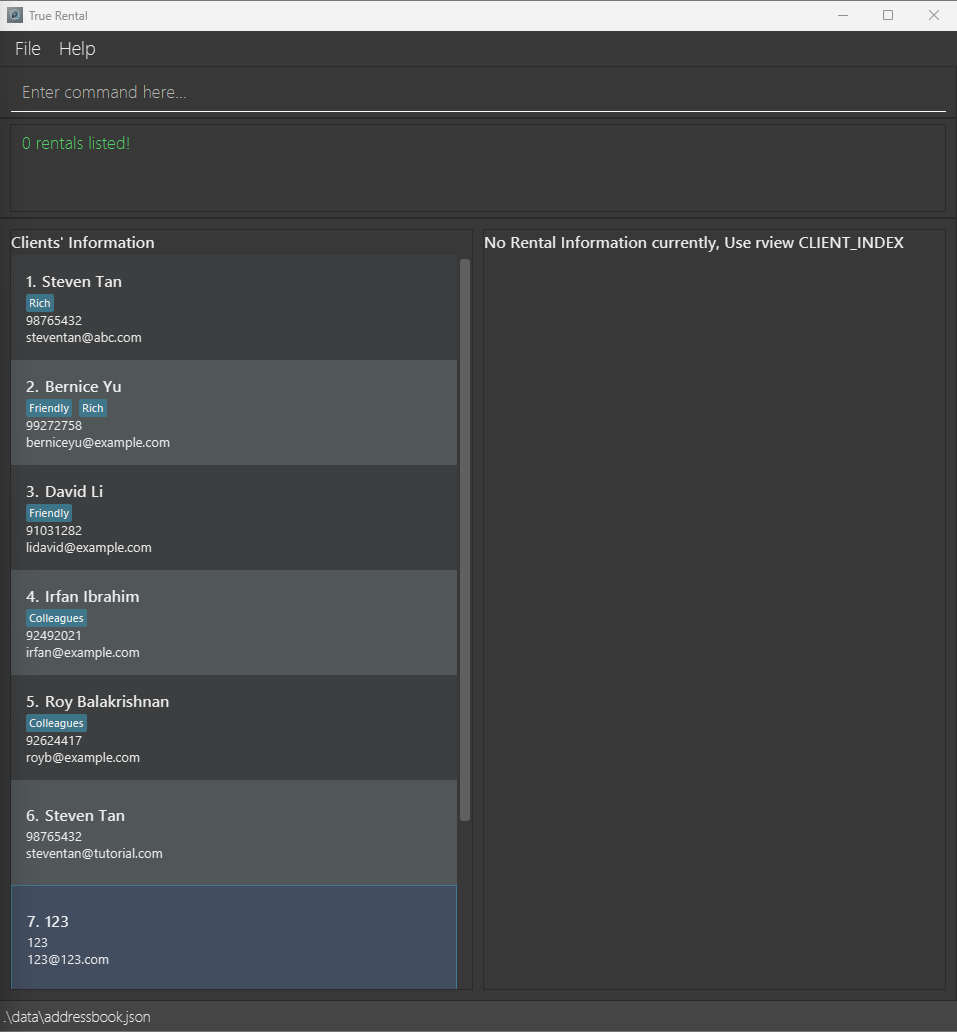 True Rental
File Help
Enter command here...
0 rentals listed!
Clients' Information
1. Steven Tan
Rich
98765432
steventan@abc.com
2. Bernice Yu
Friendly Rich
99272758
berniceyu@example.com
3. David Li
Friendly
91031282
lidavid@example.com
4. Irfan Ibrahim
Colleagues
92492021
irfan@example.com
5. Roy Balakrishnan
Colleagues
92624417
royb@example.com
6. Steven Tan
98765432
steventan@tutorial.com
7. 123
123
123@123.com
No Rental Information currently, Use rview CLIENT_INDEX
.\data\addressbook.json